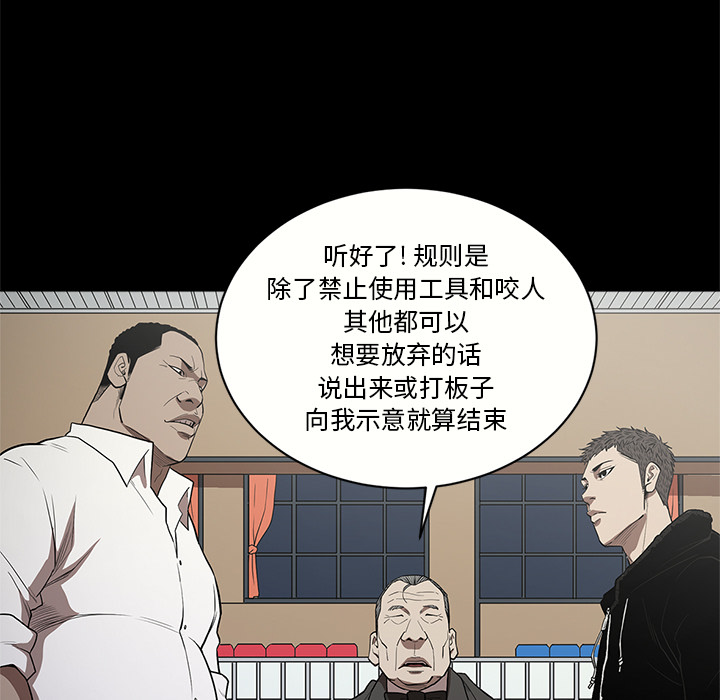 听好了! 规则是
除了禁止使用工具和咬人
其他都可以
想要放弃的话
说出来或打板子
向我示意就算结束